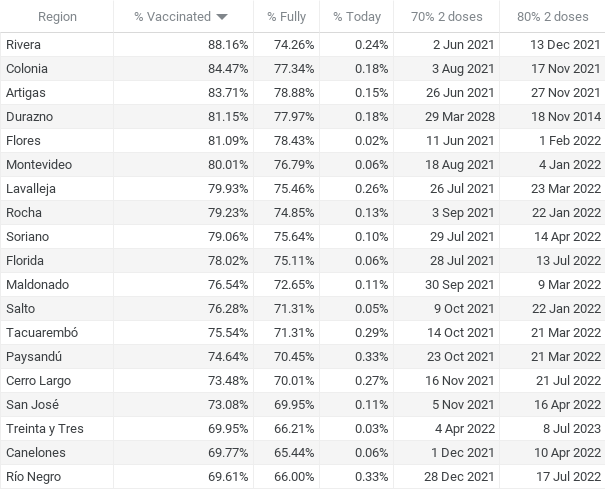 Region % Vaccinated % Fully % Today 70% 2 doses 80% 2 doses
Rivera 88.16% 74.26% 0.24% 2 Jun 2021 13 Dec 2021
Colonia 84.47% 77.34% 0.18% 3 Aug 2021 17 Nov 2021
Artigas 83.71% 78.88% 0.15% 26 Jun 2021 27 Nov 2021
Durazno 81.15% 77.97% 0.18% 29 Mar 2028 18 Nov 2014
Flores 81.09% 78.43% 0.02% 11 Jun 2021 1 Feb 2022
Montevideo 80.01% 76.79% 0.06% 18 Aug 2021 4 Jan 2022
Lavalleja 79.93% 75.46% 0.26% 26 Jul 2021 23 Mar 2022
Rocha 79.23% 74.85% 0.13% 3 Sep 2021 22 Jan 2022
Soriano 79.06% 75.64% 0.10% 29 Jul 2021 14 Apr 2022
Florida 78.02% 75.11% 0.06% 28 Jul 2021 13 Jul 2022
Maldonado 76.54% 72.65% 0.11% 30 Sep 2021 9 Mar 2022
Salto 76.28% 71.31% 0.05% 9 Oct 2021 22 Jan 2022
Tacuarembó 75.54% 71.31% 0.29% 14 Oct 2021 21 Mar 2022
Paysandú 74.64% 70.45% 0.33% 23 Oct 2021 21 Mar 2022
Cerro Largo 73.48% 70.01% 0.27% 16 Nov 2021 21 Jul 2022
San José 73.08% 69.95% 0.11% 5 Nov 2021 16 Apr 2022
Treinta y Tres 69.95% 66.21% 0.03% 4 Apr 2022 8 Jul 2023
Canelones 69.77% 65.44% 0.06% 1 Dec 2021 10 Apr 2022
Río Negro 69.61% 66.00% 0.33% 28 Dec 2021 17 Jul 2022